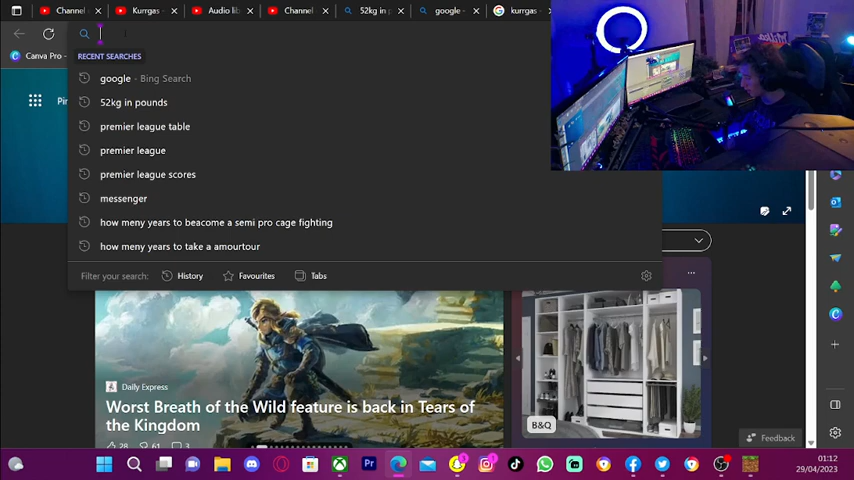 Channel
Kurrgas -
Audio lib
Channel
52kg in p
google -
kurrgas -
Canva Pro -
RECENT SEARCHES
google - Bing Search
52kg in pounds
premier league table
premier league
premier league scores
messenger
how meny years to beacome a semi pro cage fighting
how meny years to take a amourtour
Filter your search:
History
Favourites
Tabs
Daily Express
Worst Breath of the Wild feature is back in Tears of
the Kingdom
28
61
3
B&Q
Feedback
Pr
01:12
29/04/2023